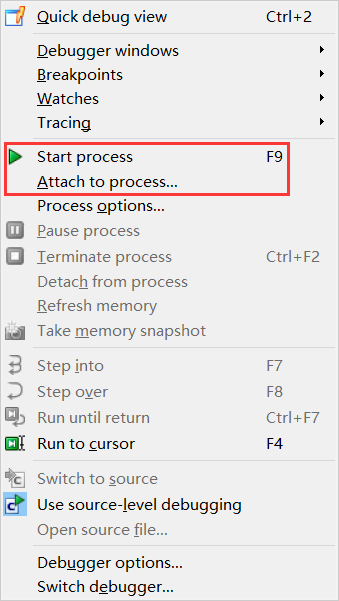 Quick debug view Ctrl+2
Debugger windows
Breakpoints
Watches
Tracing
Start process F9
Attach to process...
Process options...
Pause process
Terminate process Ctrl+F2
Detach from process
Refresh memory
Take memory snapshot
Step into F7
Step over F8
Run until return Ctrl+F7
Run to cursor F4
Switch to source
Use source-level debugging
Open source file...
Debugger options...
Switch debugger...